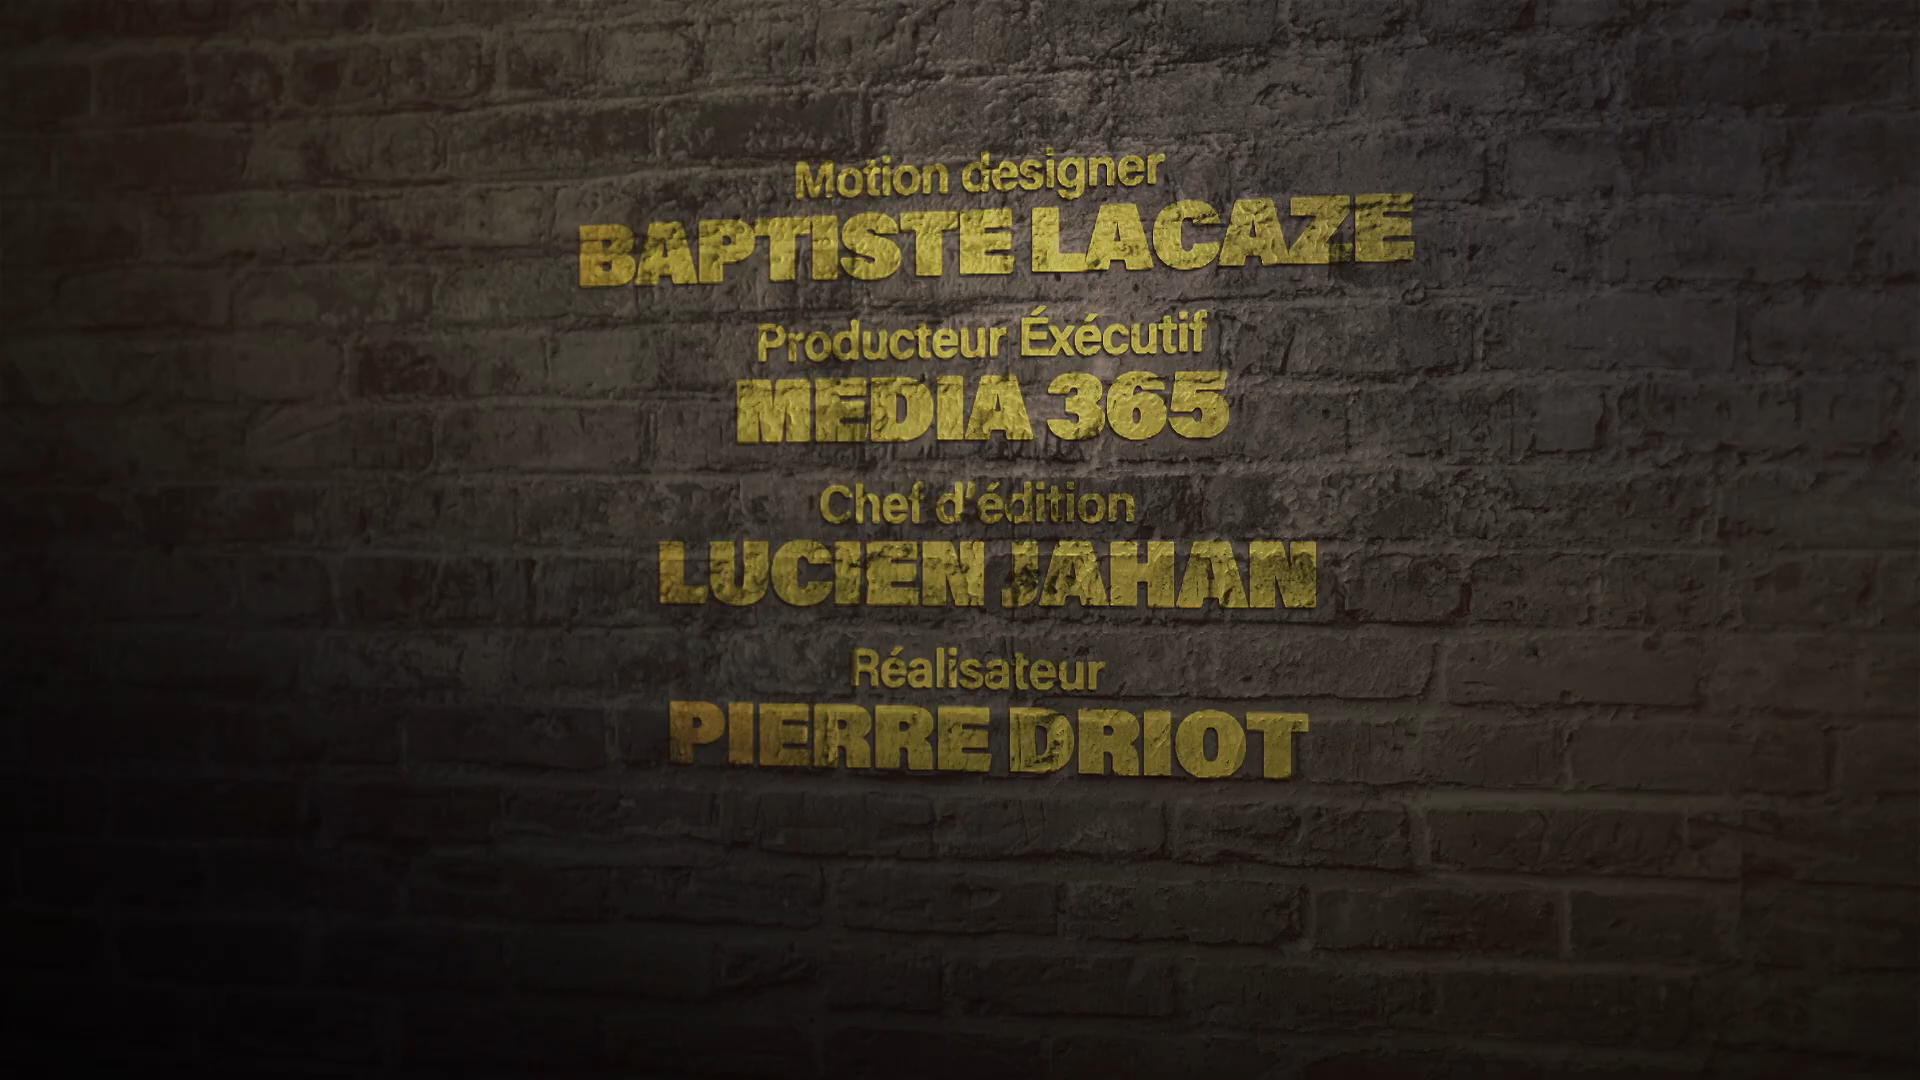 Motion designer
BAPTISTE LACAZE
Producteur Éxécutif
MEDIA 365
Chef d'édition
LUCIEN JAHAN
Réalisateur
PIERRE DRIOT